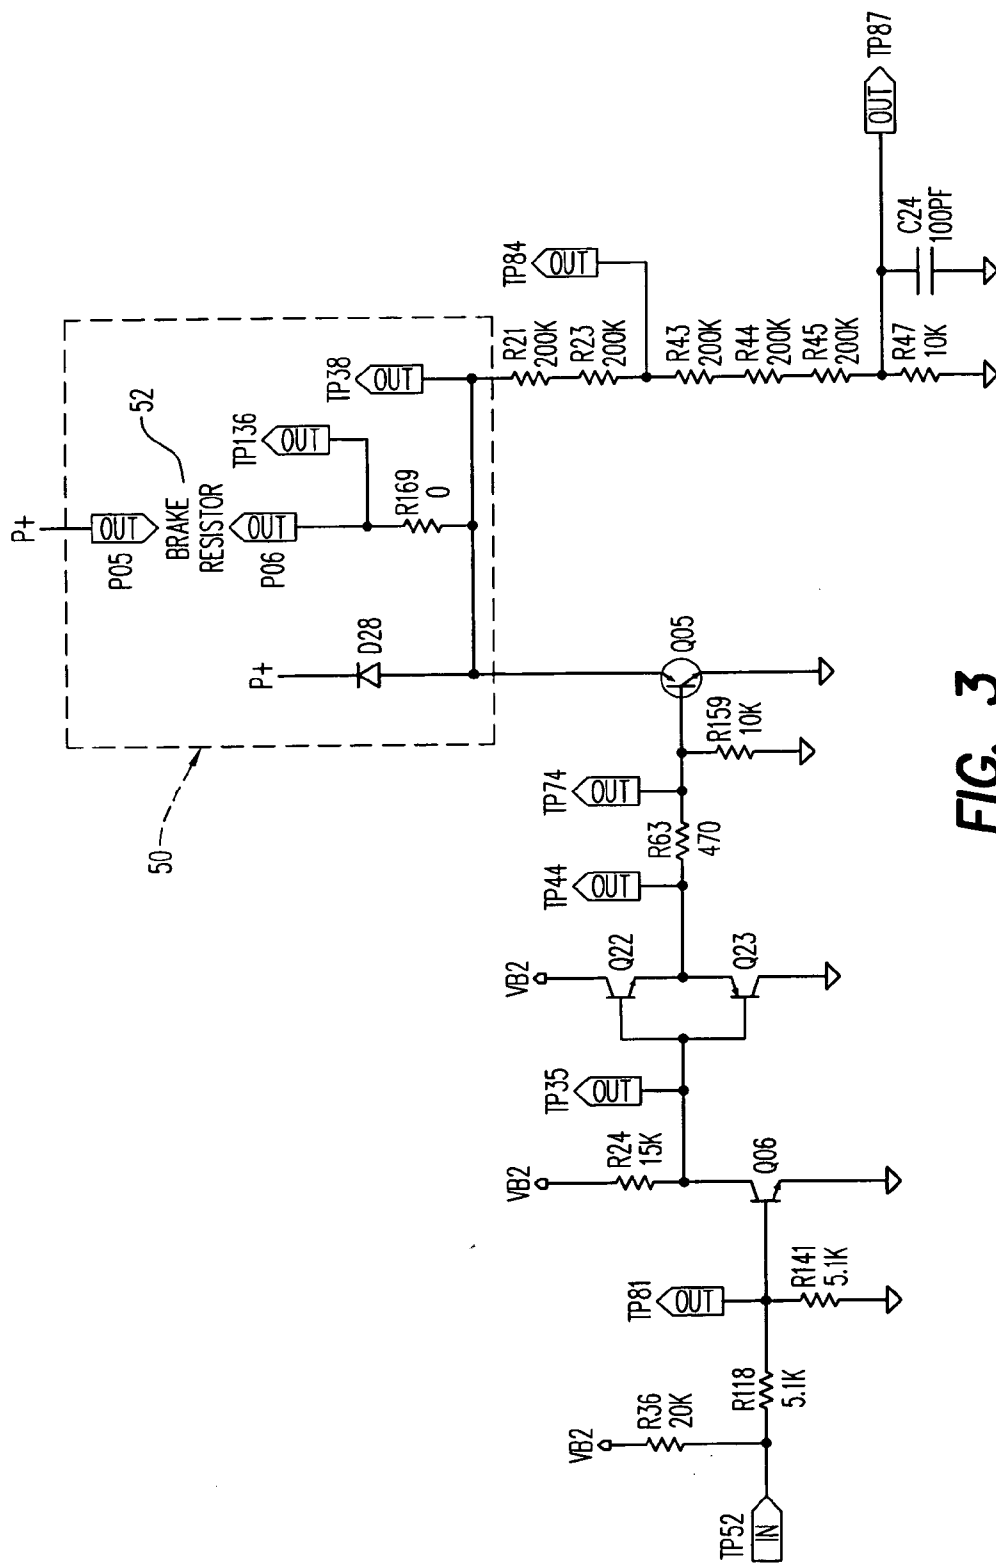 P+
OUT
P05
BRAKE
RESISTOR
52
OUT
P06
TP136
OUT
R169
0
TP38
OUT
P+
D28
50
R21
200K
R23
200K
TP84
OUT
R43
200K
R44
200K
R45
200K
R47
10K
C24
100PF
OUT
TP87
Q05
R159
10K
TP74
OUT
R63
470
TP44
OUT
VB2
Q22
Q23
TP35
OUT
VB2
R24
15K
Q06
TP81
OUT
R141
5.1K
R118
5.1K
VB2
R36
20K
TP52
IN
FIG. 3